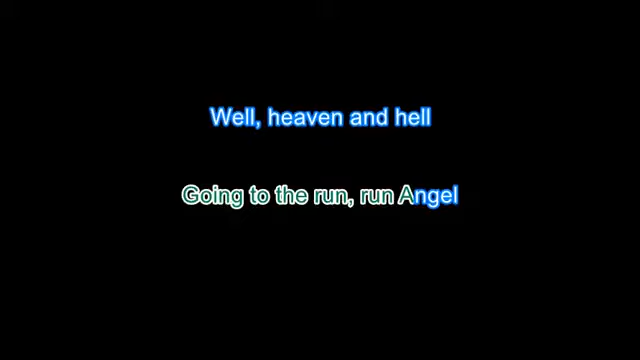 Well, heaven and hell
Going to the run, run Angel